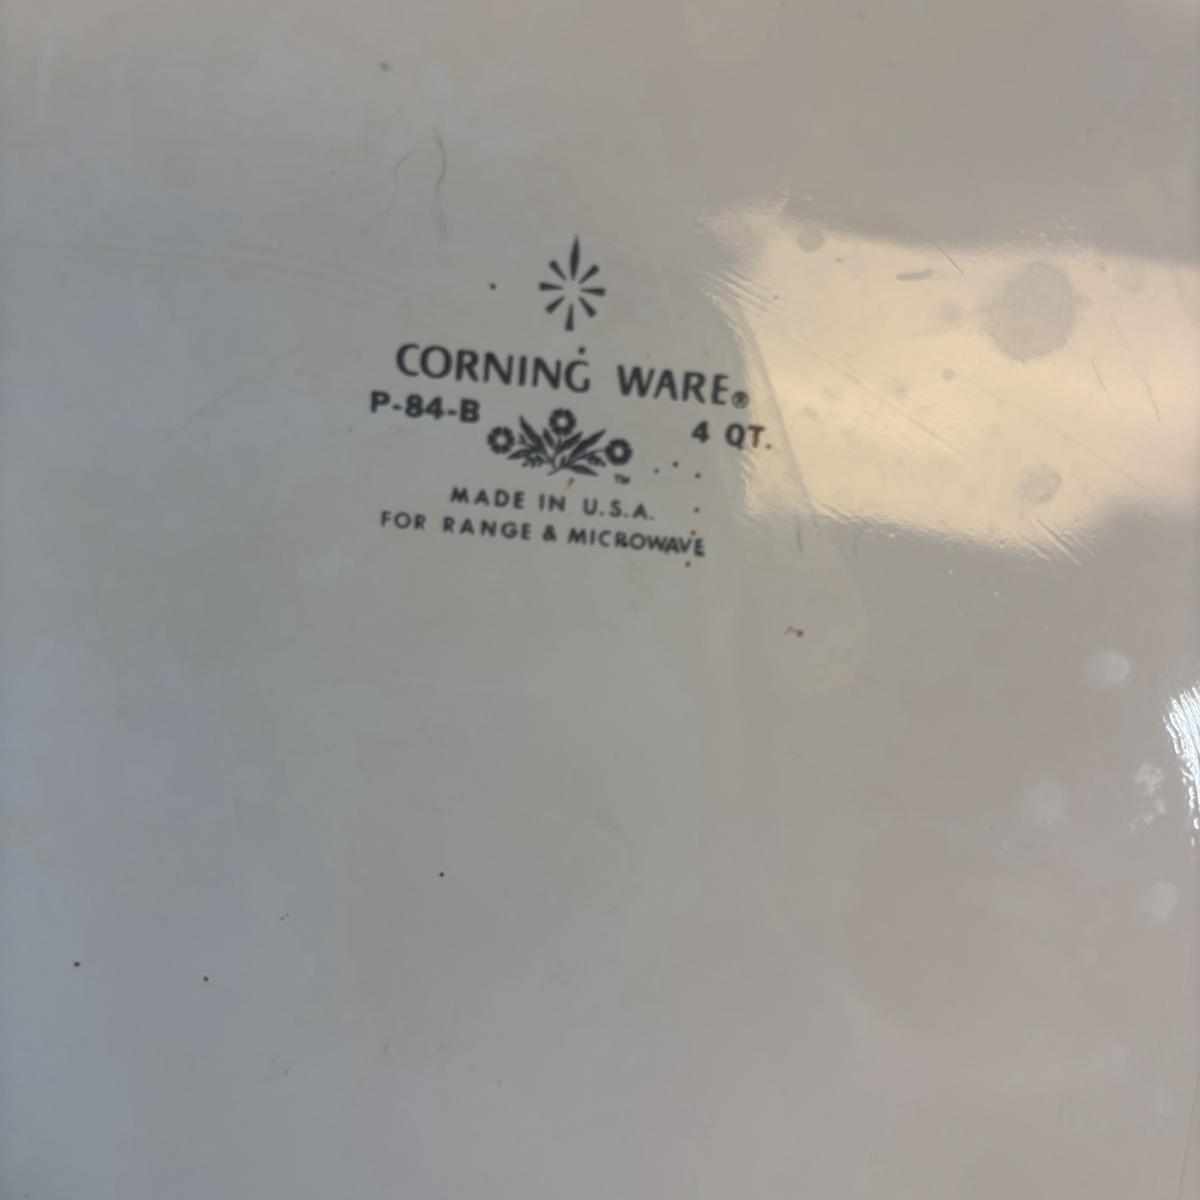 CORNING WARE®
P-84-B 4 QT.
TM
MADE IN U.S.A.
FOR RANGE & MICROWAVE